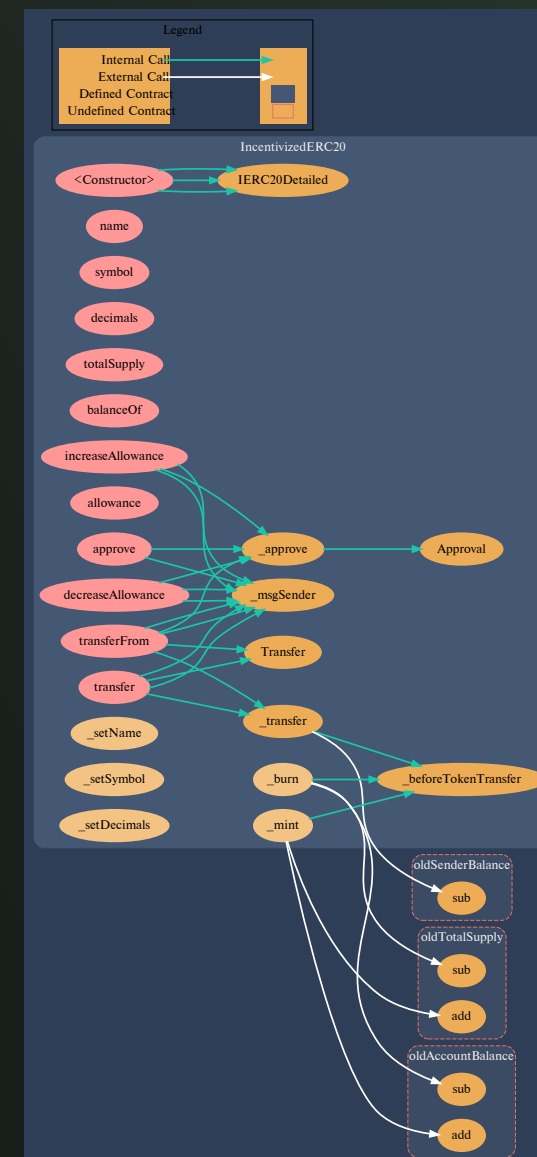 Legend
Internal Call
External Call
Defined Contract
Undefined Contract
IncentivizedERC20
<Constructor>
IERC20Detailed
name
symbol
decimals
totalSupply
balanceOf
increaseAllowance
allowance
approve
_approve
Approval
decreaseAllowance
_msgSender
transferFrom
Transfer
transfer
_transfer
_setName
_setSymbol
_burn
_beforeTokenTransfer
_setDecimals
_mint
oldSenderBalance
sub
oldTotalSupply
sub
add
oldAccountBalance
sub
add